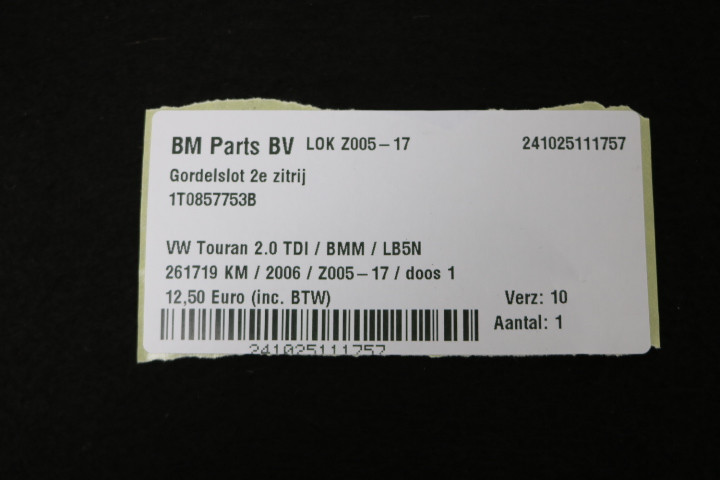 BM Parts BV LOK Z005-17 241025111757
Gordelslot 2e zitrij
1T0857753B
VW Touran 2.0 TDI / BMM / LB5N
261719 KM / 2006 / Z005-17 / doos 1
12,50 Euro (inc. BTW) Verz: 10
Aantal: 1
241025111757